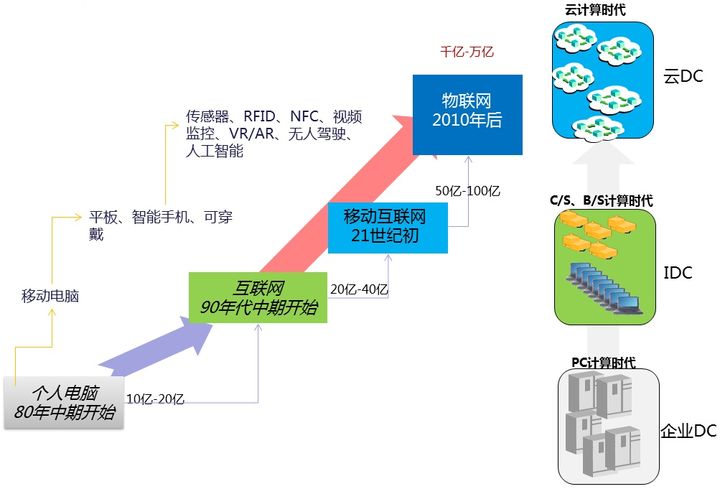 云计算时代
千亿-万亿
云DC
物联网
2010年后
传感器、RFID、NFC、视频
监控、VR/AR、无人驾驶、
人工智能
50亿-100亿
C/S、B/S计算时代
平板、智能手机、可穿
戴
移动互联网
21世纪初
IDC
互联网
90年代中期开始
20亿-40亿
移动电脑
PC计算时代
个人电脑
80年中期开始
10亿-20亿
企业DC